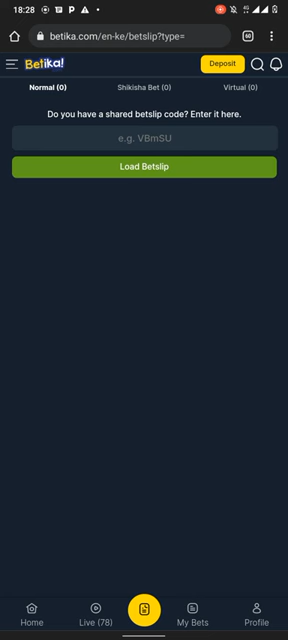 18:28
betika.com/en-ke/betslip?type=
Betika!
Deposit
Normal (0)
Shikisha Bet (0)
Virtual (0)
Do you have a shared betslip code? Enter it here.
e.g. VBmSU
Load Betslip
Home
Live (78)
My Bets
Profile